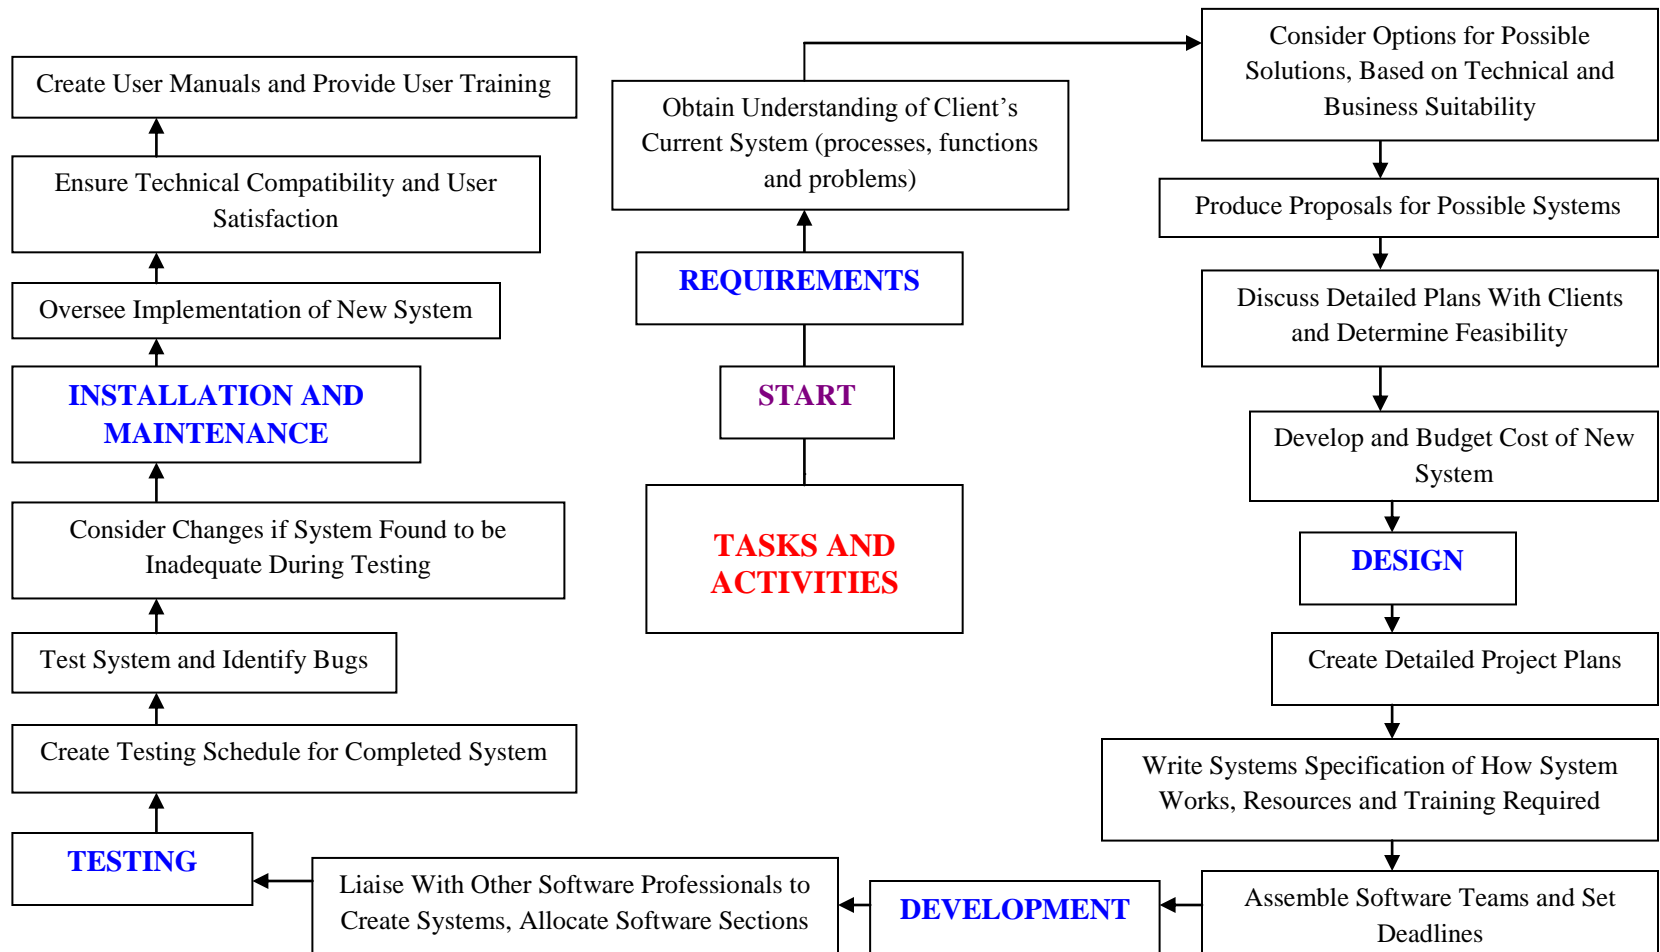 TASKS AND
ACTIVITIES
START
REQUIREMENTS
Obtain Understanding of Client’s
Current System (processes, functions
and problems)
Consider Options for Possible
Solutions, Based on Technical and
Business Suitability
Produce Proposals for Possible Systems
Discuss Detailed Plans With Clients
and Determine Feasibility
Develop and Budget Cost of New
System
DESIGN
Create Detailed Project Plans
Write Systems Specification of How System
Works, Resources and Training Required
Assemble Software Teams and Set
Deadlines
DEVELOPMENT
Liaise With Other Software Professionals to
Create Systems, Allocate Software Sections
TESTING
Create Testing Schedule for Completed System
Test System and Identify Bugs
Consider Changes if System Found to be
Inadequate During Testing
INSTALLATION AND
MAINTENANCE
Oversee Implementation of New System
Ensure Technical Compatibility and User
Satisfaction
Create User Manuals and Provide User Training